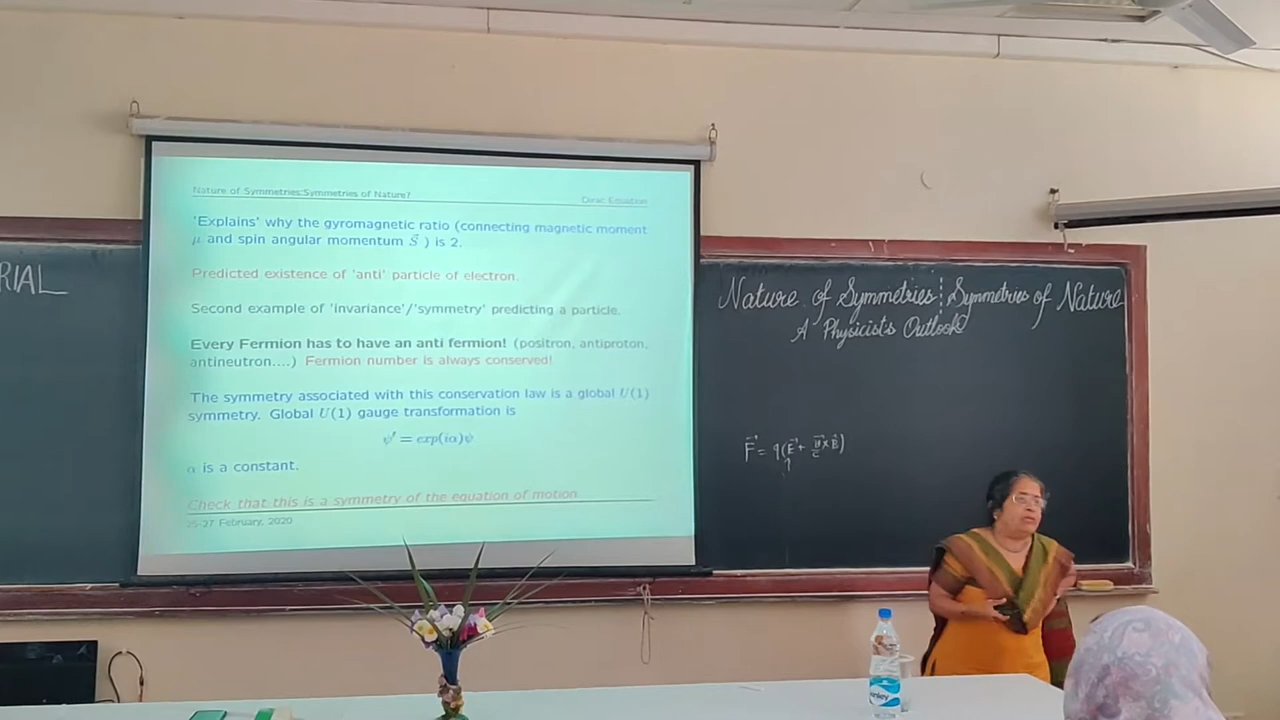 RIAL
Nature of Symmetries:Symmetries of Nature?
Dirac Equation
'Explains' why the gyromagnetic ratio (connecting magnetic moment
μ and spin angular momentum S⃗ ) is 2.
Predicted existence of 'anti' particle of electron.
Second example of 'invariance'/'symmetry' predicting a particle.
Every Fermion has to have an anti fermion! (positron, antiproton,
antineutron....) Fermion number is always conserved!
The symmetry associated with this conservation law is a global U(1)
symmetry. Global U(1) gauge transformation is
ψ′ = exp(iα)ψ
α is a constant.
Check that this is a symmetry of the equation of motion
25-27 February, 2020
Nature of Symmetries: Symmetries of Nature
A Physicist's Outlook
F⃗ = q(E⃗ + v⃗/c × B⃗)